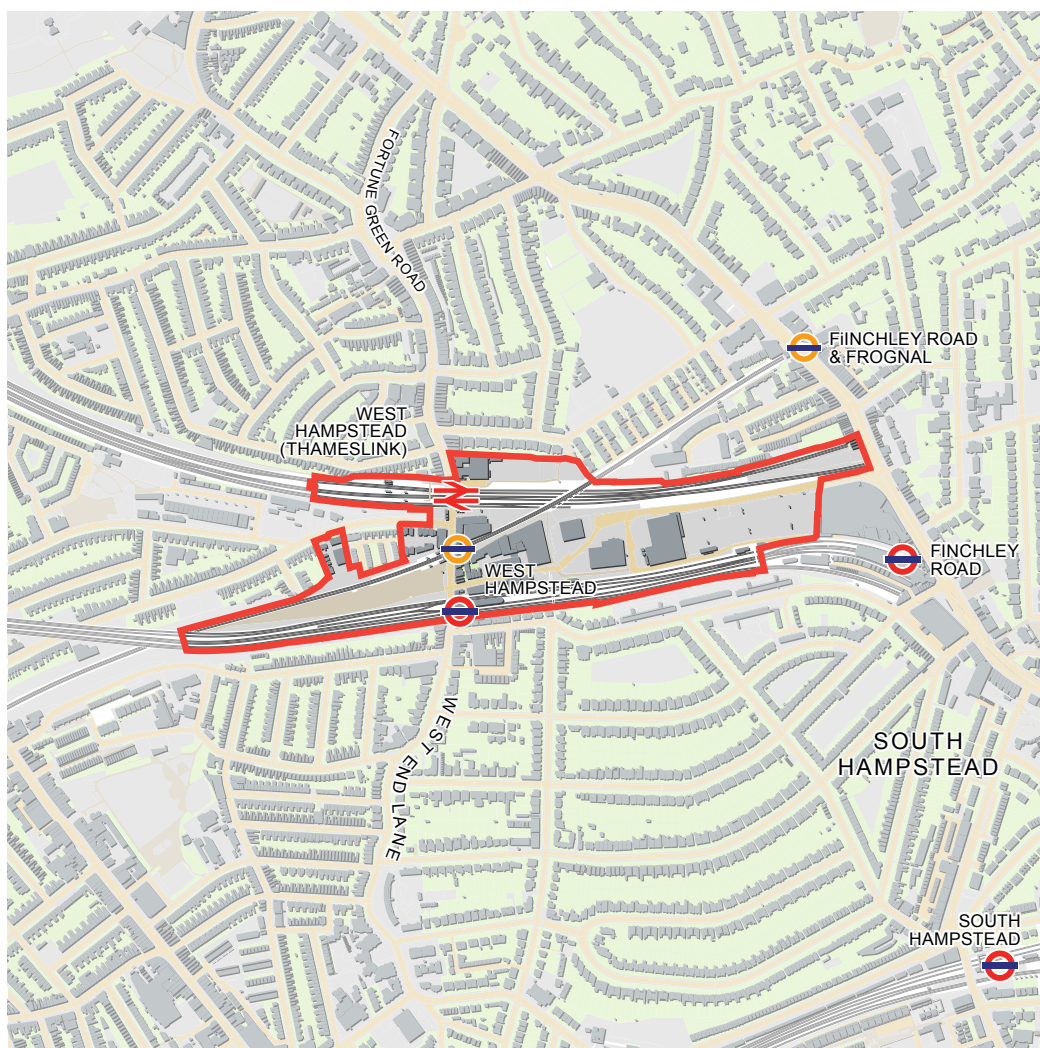 FORTUNE GREEN ROAD
FiINCHLEY ROAD
& FROGNAL
WEST
HAMPSTEAD
(THAMESLINK)
FINCHLEY
ROAD
WEST
HAMPSTEAD
WEST END LANE
SOUTH
HAMPSTEAD
SOUTH
HAMPSTEAD